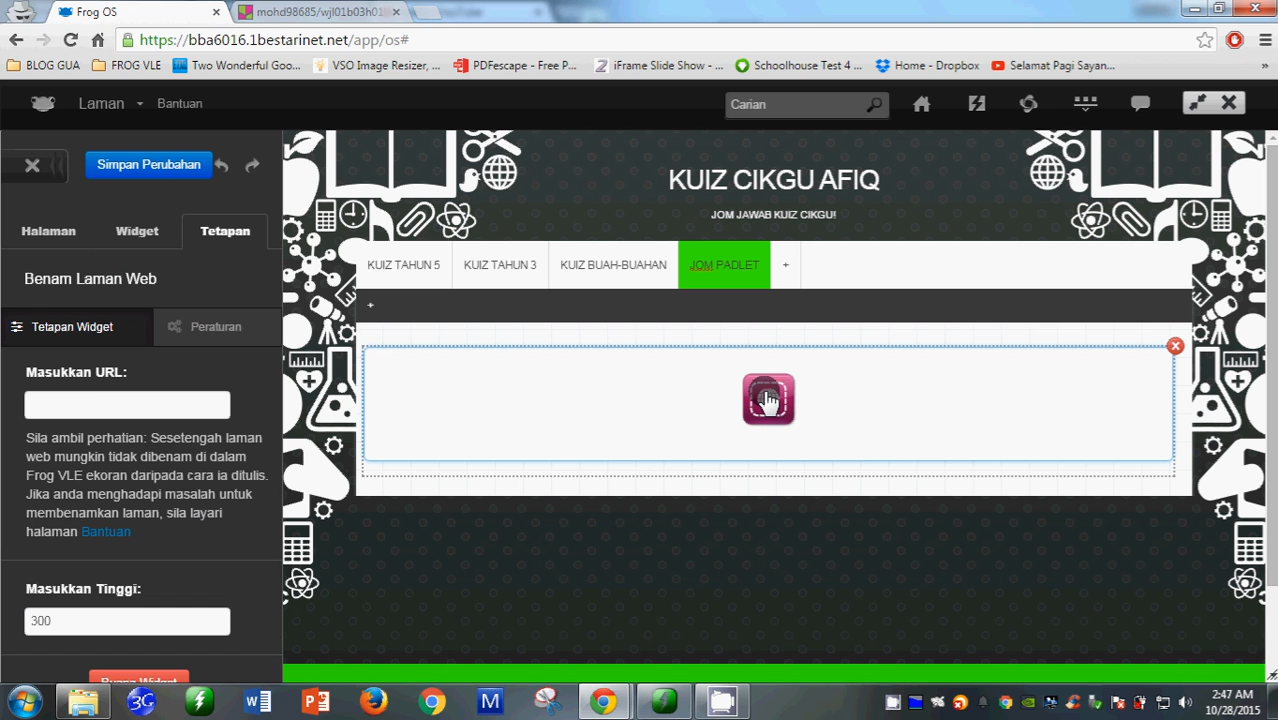 Frog OS
mohd98685/wjl01b03h01
https://bba6016.1bestarinet.net/app/os#
BLOG GUA
FROG VLE
Two Wonderful Goo...
VSO Image Resizer, ...
PDFescape - Free P...
iFrame Slide Show - ...
Schoolhouse Test 4 ...
Home - Dropbox
Selamat Pagi Sayan...
»
Laman
Bantuan
Carian
Simpan Perubahan
Halaman
Widget
Tetapan
Benam Laman Web
Tetapan Widget
Peraturan
Masukkan URL:
Sila ambil perhatian: Sesetengah laman
web mungkin tidak dibenam di dalam
Frog VLE ekoran daripada cara ia ditulis.
Jika anda menghadapi masalah untuk
membenamkan laman, sila layari
halaman Bantuan
Masukkan Tinggi:
300
Buang Widget
KUIZ CIKGU AFIQ
JOM JAWAB KUIZ CIKGU!
KUIZ TAHUN 5
KUIZ TAHUN 3
KUIZ BUAH-BUAHAN
JOM PADLET
+
+
3G
M
2:47 AM
10/28/2015